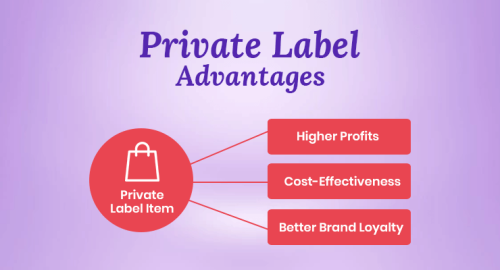 Private Label
Advantages
Private
Label Item
Higher Profits
Cost-Effectiveness
Better Brand Loyalty